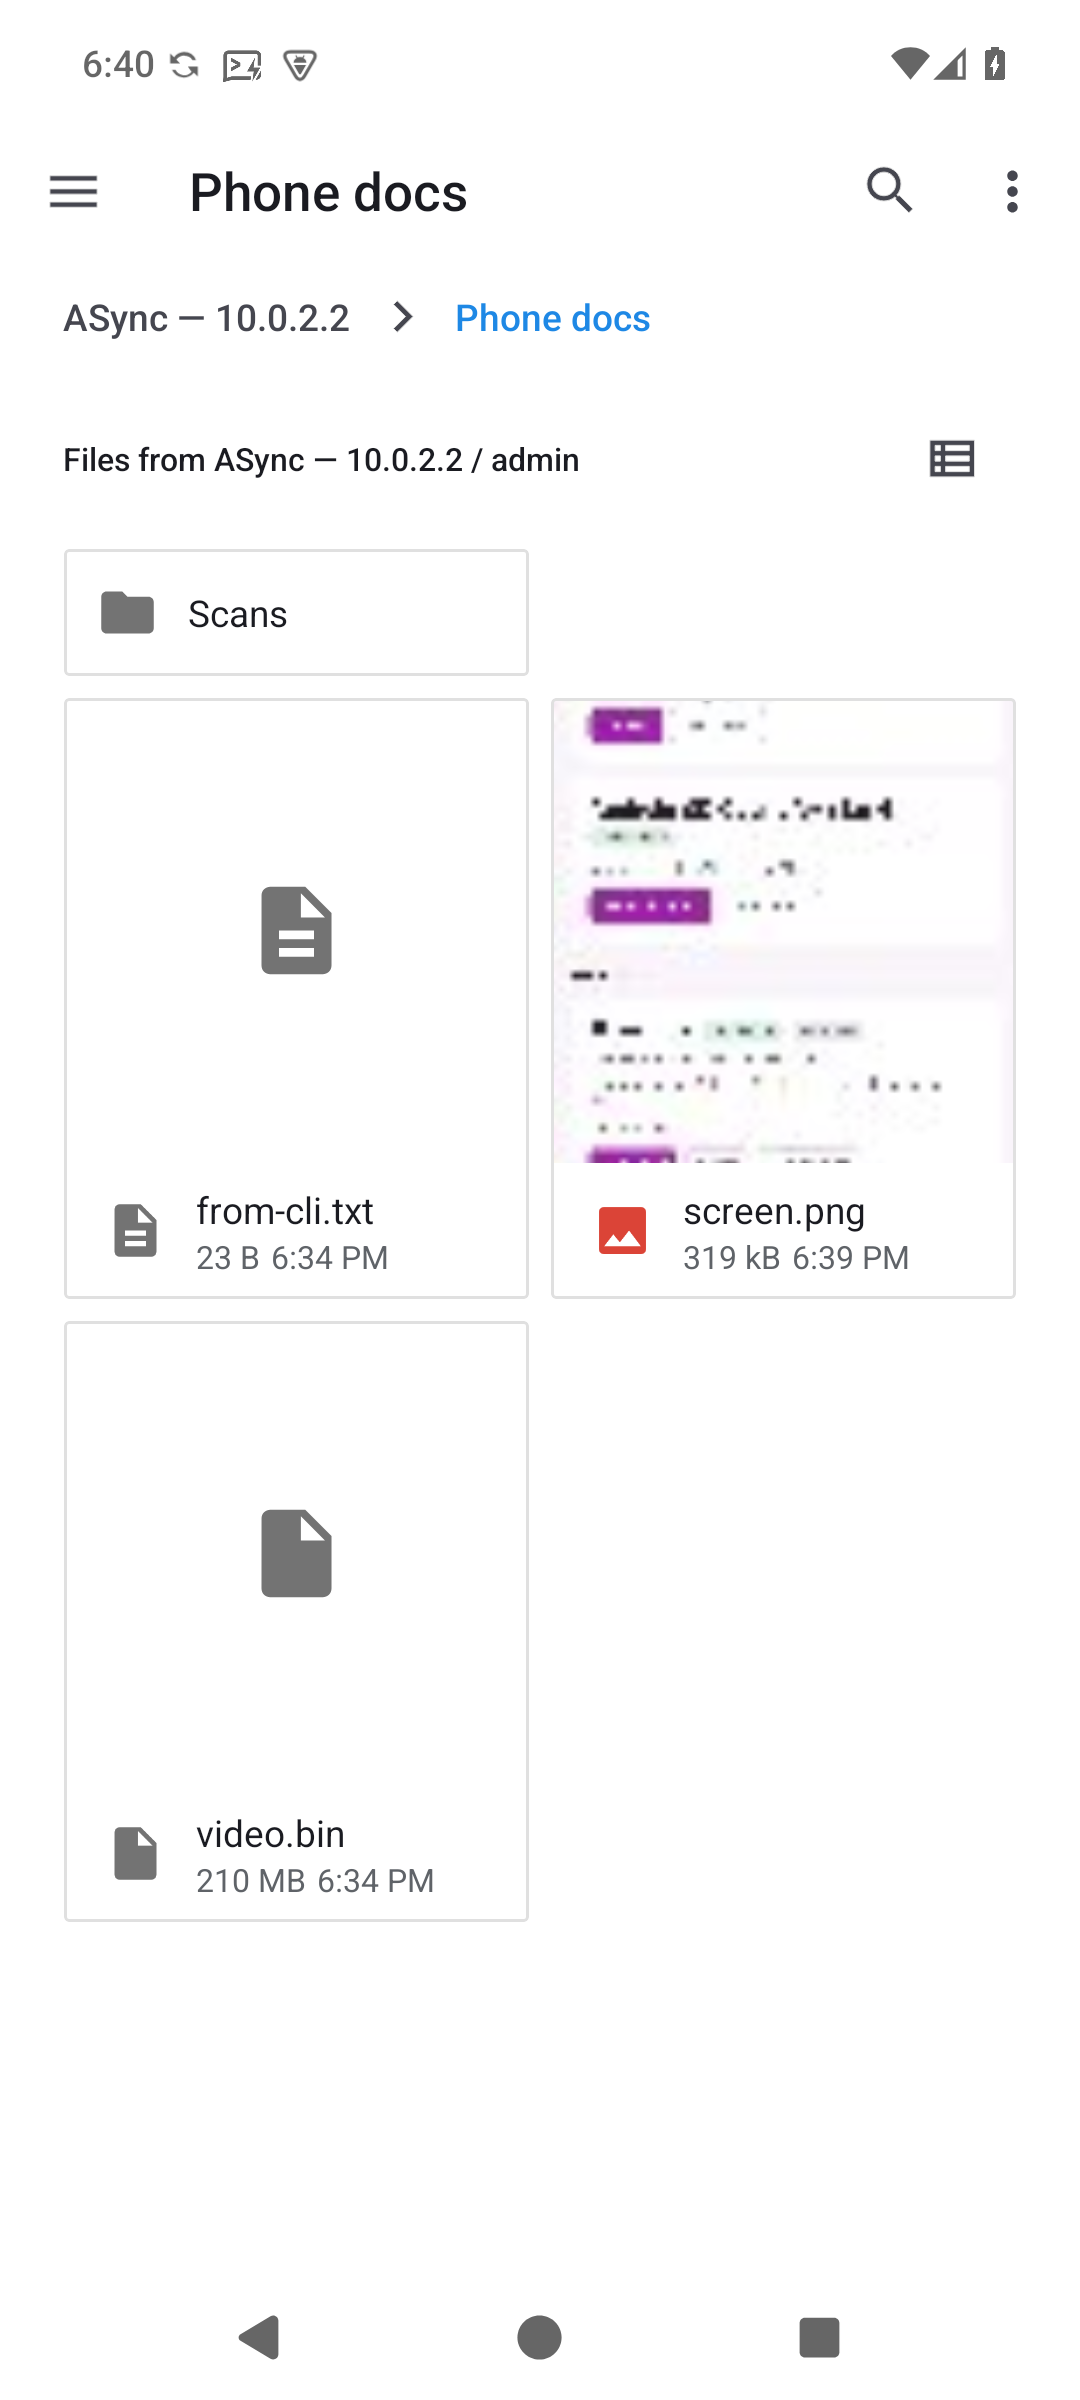 6:40
Phone docs
ASync — 10.0.2.2 > Phone docs
Files from ASync — 10.0.2.2 / admin
Scans
from-cli.txt
23 B 6:34 PM
screen.png
319 kB 6:39 PM
video.bin
210 MB 6:34 PM